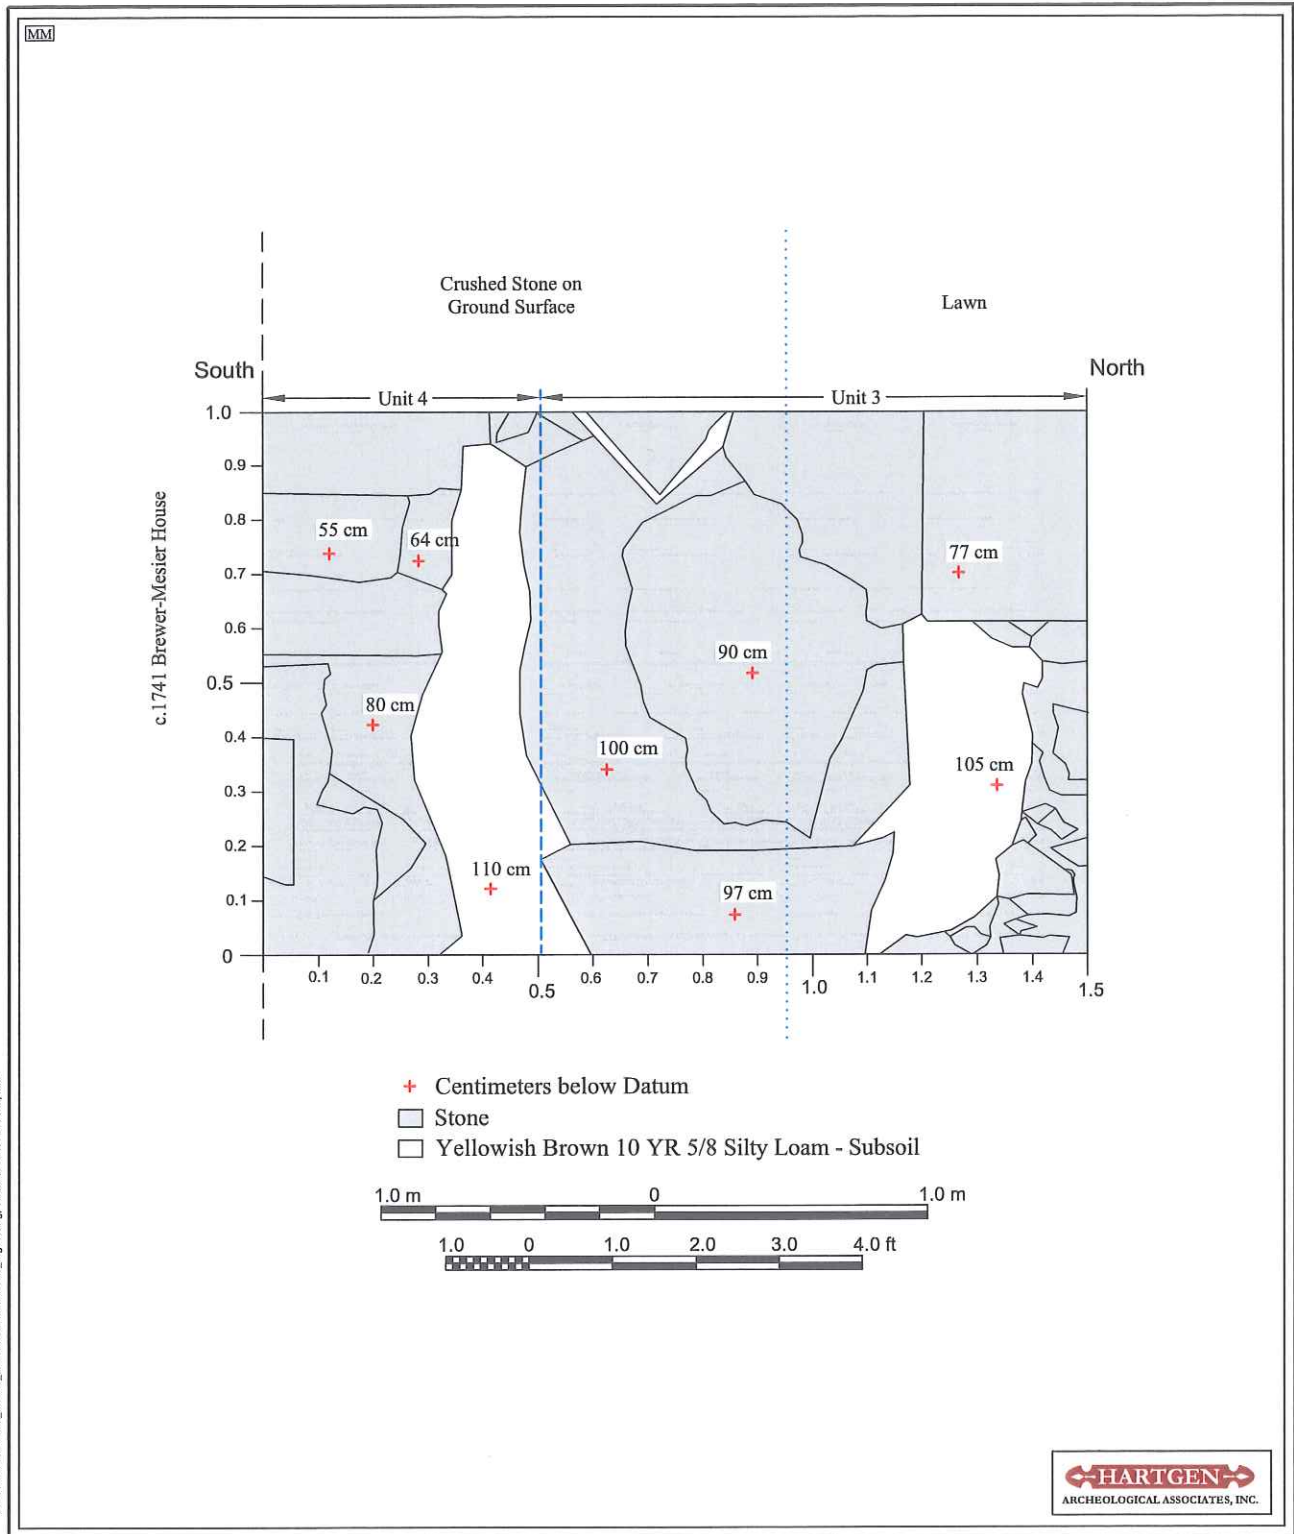 MM
Crushed Stone on
Ground Surface
Lawn
South
North
Unit 4
Unit 3
1.0
0.9
0.8
0.7
0.6
0.5
0.4
0.3
0.2
0.1
0
c.1741 Brewer-Mesier House
55 cm
64 cm
77 cm
90 cm
80 cm
100 cm
105 cm
110 cm
97 cm
0.1 0.2 0.3 0.4 0.5 0.6 0.7 0.8 0.9 1.0 1.1 1.2 1.3 1.4 1.5
+ Centimeters below Datum
Stone
Yellowish Brown 10 YR 5/8 Silty Loam - Subsoil
1.0 m 0 1.0 m
1.0 0 1.0 2.0 3.0 4.0 ft
HARTGEN
ARCHEOLOGICAL ASSOCIATES, INC.